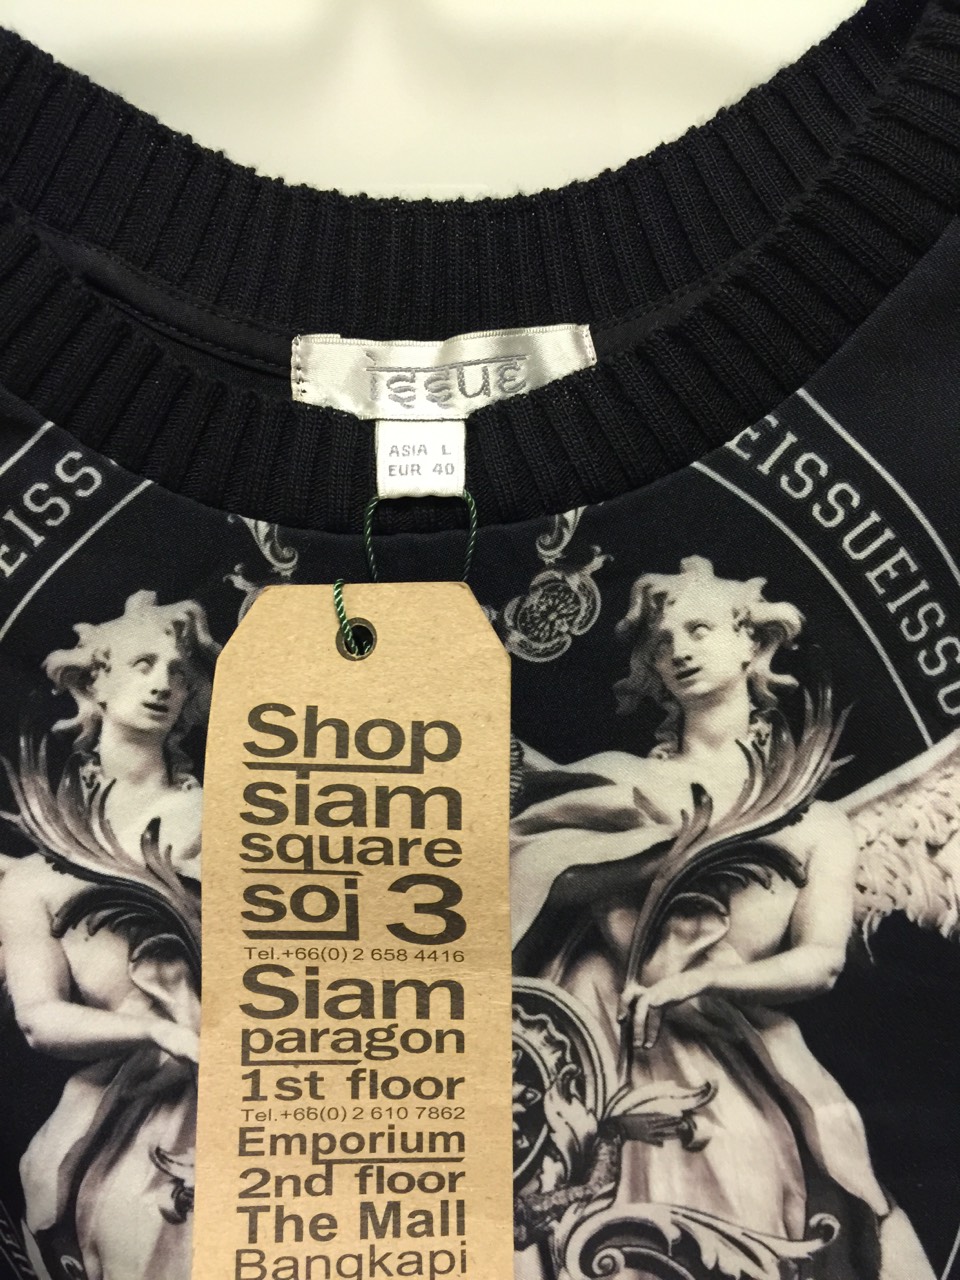 issue
ASIA L
EUR 40
EISS
EISSUEISSU
Shop
siam
square
soi 3
Tel.+66(0) 2 658 4416
Siam
paragon
1st floor
Tel.+66(0) 2 610 7862
Emporium
2nd floor
The Mall
Bangkapi